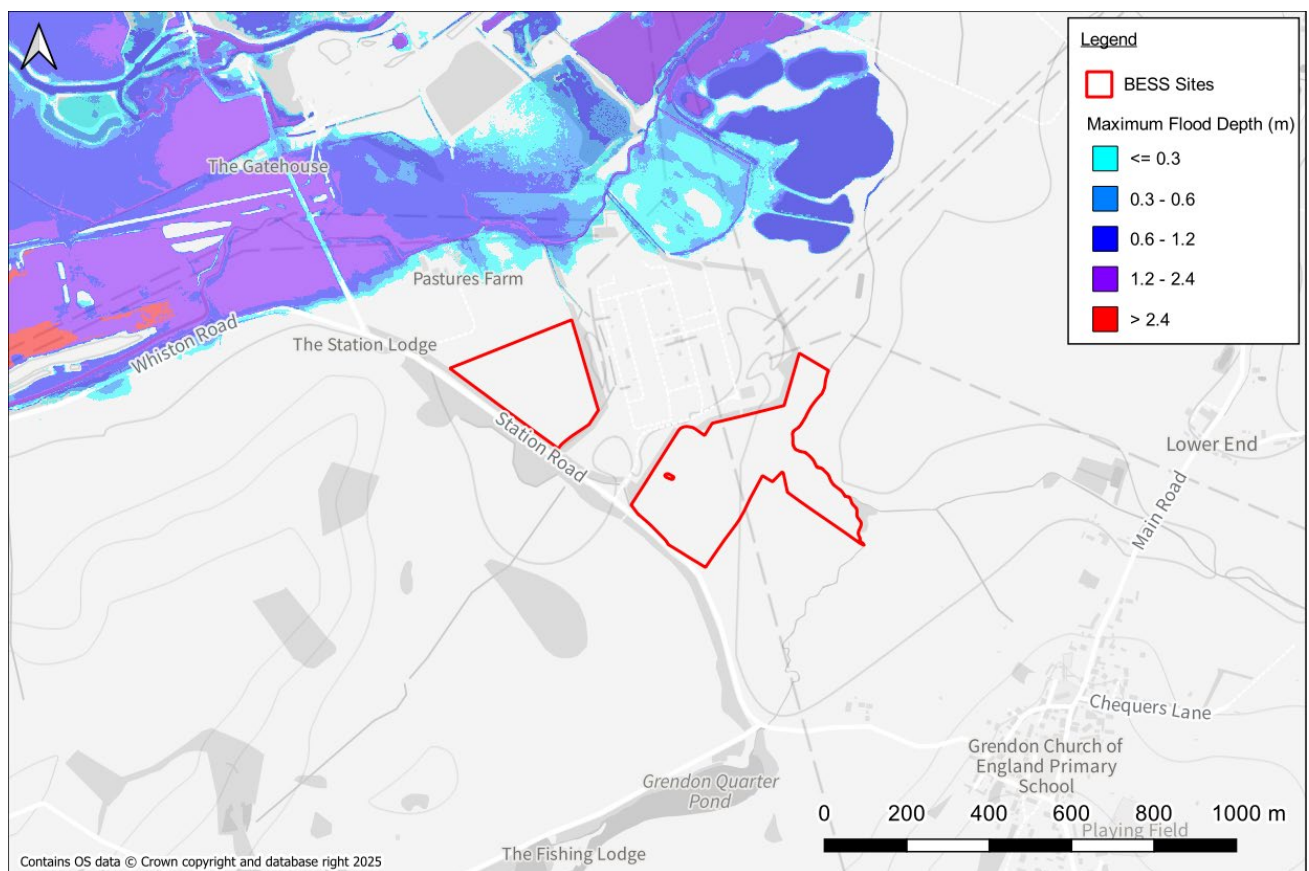 Legend
BESS Sites
Maximum Flood Depth (m)
<= 0.3
0.3 - 0.6
0.6 - 1.2
1.2 - 2.4
> 2.4
The Gatehouse
Pastures Farm
Whiston Road
The Station Lodge
Station Road
Lower End
Main Road
Chequers Lane
Grendon Church of
England Primary
School
Grendon Quarter
Pond
0 200 400 600 800 1000 m
Playing Field
The Fishing Lodge
Contains OS data © Crown copyright and database right 2025